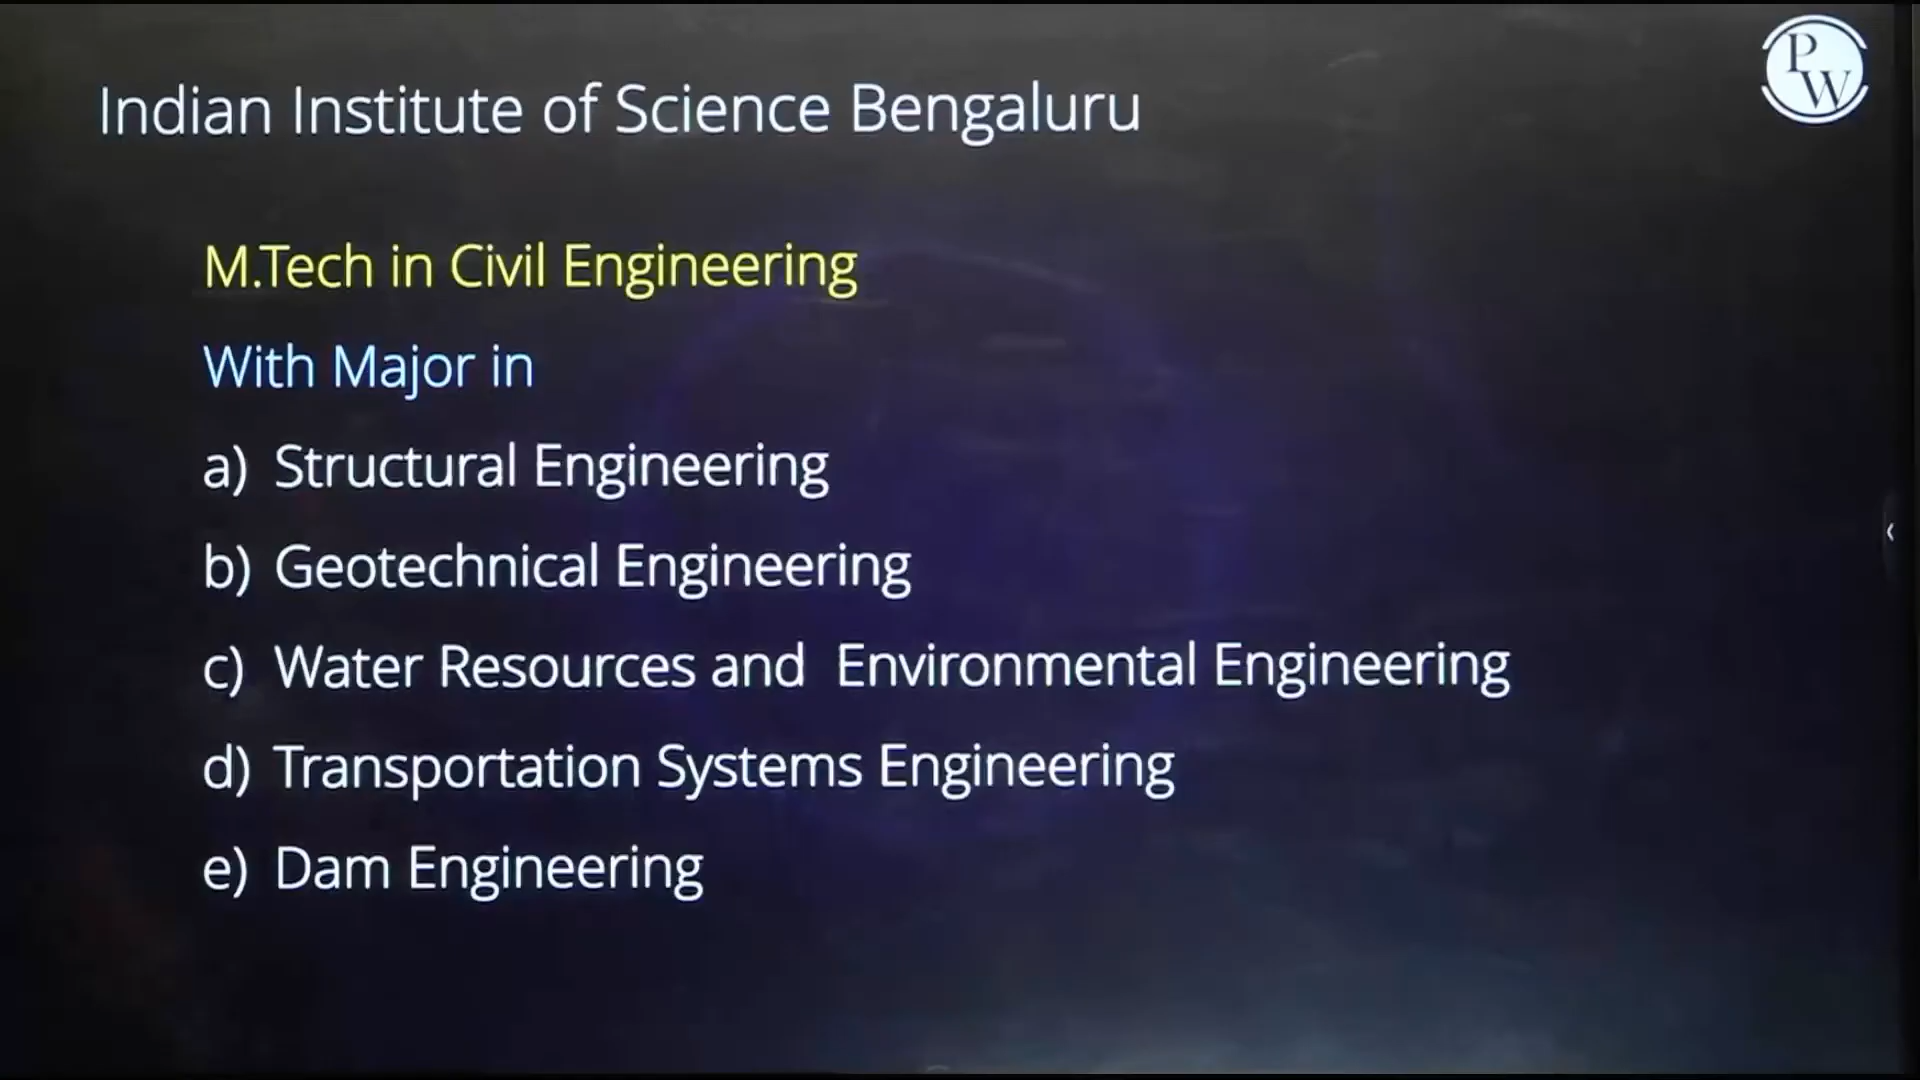 PW
Indian Institute of Science Bengaluru
M.Tech in Civil Engineering
With Major in
a) Structural Engineering
b) Geotechnical Engineering
c) Water Resources and Environmental Engineering
d) Transportation Systems Engineering
e) Dam Engineering